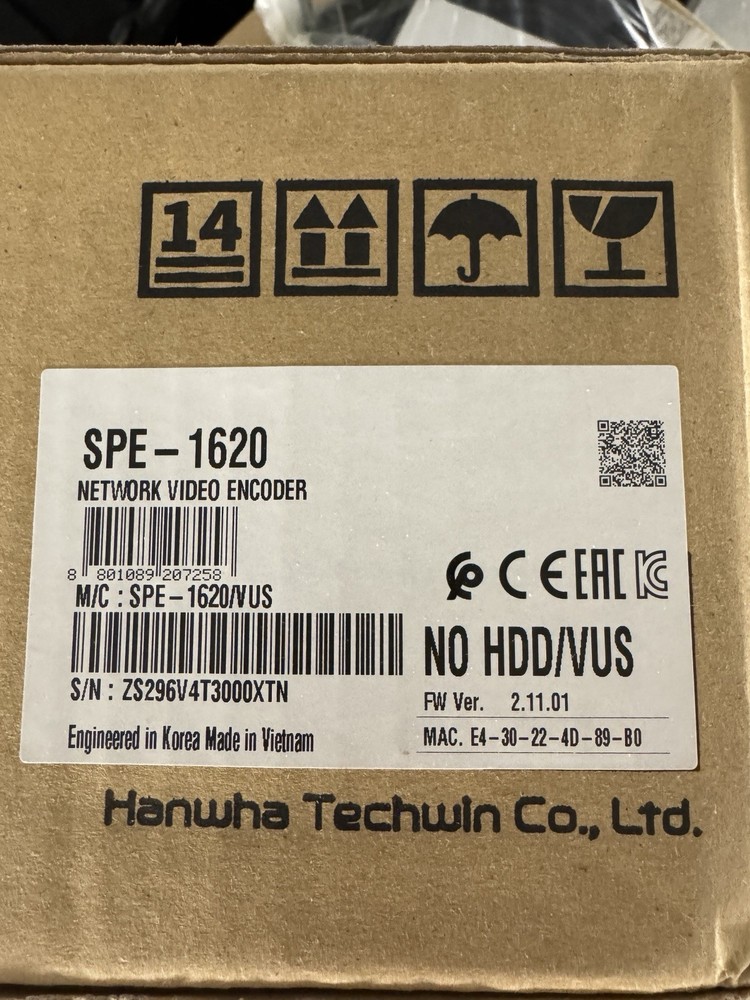 14
SPE-1620
NETWORK VIDEO ENCODER
8 801089 207258
M/C : SPE-1620/VUS
CE EAC
NO HDD/VUS
S/N : ZS296V4T3000XTN
FW Ver. 2.11.01
Engineered in Korea Made in Vietnam
MAC. E4-30-22-4D-89-B0
Hanwha Techwin Co., Ltd.